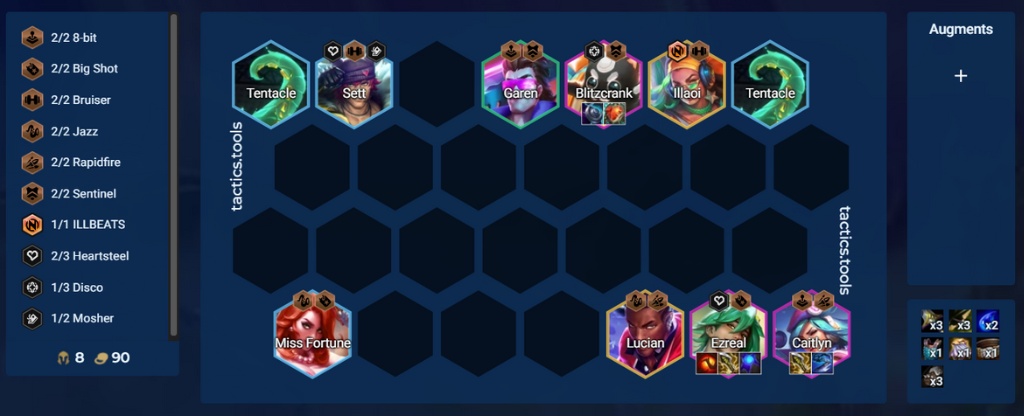 2/2 8-bit
2/2 Big Shot
2/2 Bruiser
2/2 Jazz
2/2 Rapidfire
2/2 Sentinel
1/1 ILLBEATS
2/3 Heartsteel
1/3 Disco
1/2 Mosher
8 90
tactics.tools
Tentacle
Sett
Garen
Blitzcrank
Illaoi
Tentacle
tactics.tools
Miss Fortune
Lucian
Ezreal
Caitlyn
Augments
+
x3 x3 x2
x1 x1 x1
x3